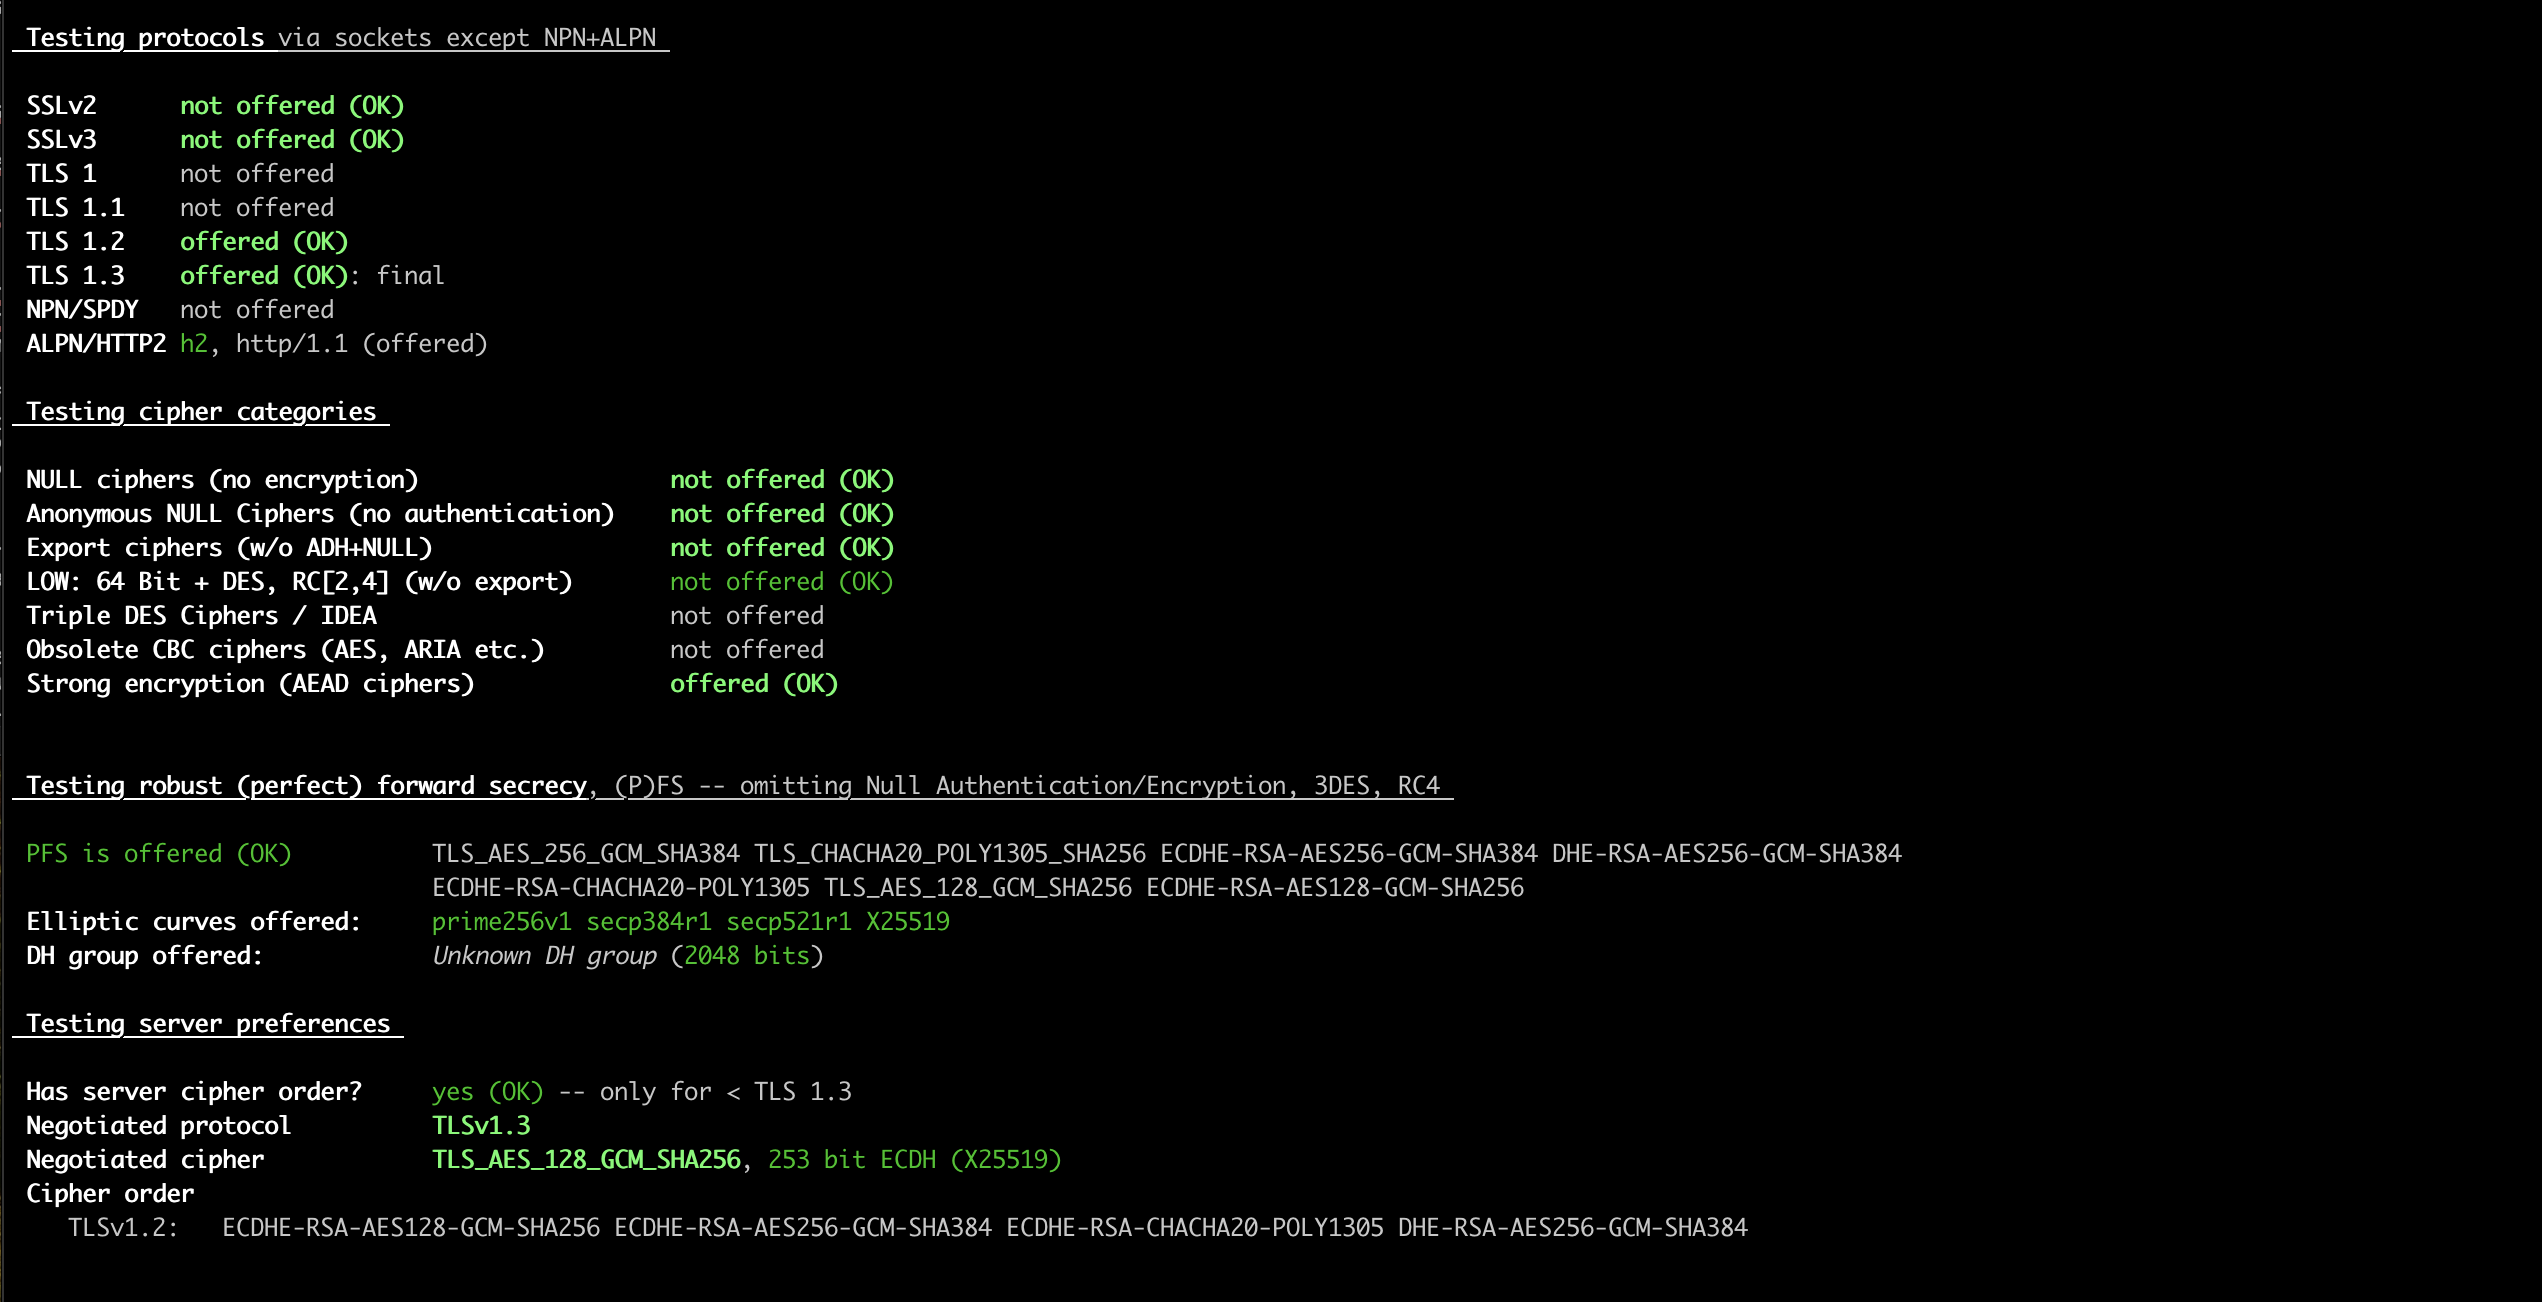 Testing protocols via sockets except NPN+ALPN
SSLv2 not offered (OK)
SSLv3 not offered (OK)
TLS 1 not offered
TLS 1.1 not offered
TLS 1.2 offered (OK)
TLS 1.3 offered (OK): final
NPN/SPDY not offered
ALPN/HTTP2 h2, http/1.1 (offered)
Testing cipher categories
NULL ciphers (no encryption) not offered (OK)
Anonymous NULL Ciphers (no authentication) not offered (OK)
Export ciphers (w/o ADH+NULL) not offered (OK)
LOW: 64 Bit + DES, RC[2,4] (w/o export) not offered (OK)
Triple DES Ciphers / IDEA not offered
Obsolete CBC ciphers (AES, ARIA etc.) not offered
Strong encryption (AEAD ciphers) offered (OK)
Testing robust (perfect) forward secrecy, (P)FS -- omitting Null Authentication/Encryption, 3DES, RC4
PFS is offered (OK) TLS_AES_256_GCM_SHA384 TLS_CHACHA20_POLY1305_SHA256 ECDHE-RSA-AES256-GCM-SHA384 DHE-RSA-AES256-GCM-SHA384
ECDHE-RSA-CHACHA20-POLY1305 TLS_AES_128_GCM_SHA256 ECDHE-RSA-AES128-GCM-SHA256
Elliptic curves offered: prime256v1 secp384r1 secp521r1 X25519
DH group offered: Unknown DH group (2048 bits)
Testing server preferences
Has server cipher order? yes (OK) -- only for < TLS 1.3
Negotiated protocol TLSv1.3
Negotiated cipher TLS_AES_128_GCM_SHA256, 253 bit ECDH (X25519)
Cipher order
TLSv1.2: ECDHE-RSA-AES128-GCM-SHA256 ECDHE-RSA-AES256-GCM-SHA384 ECDHE-RSA-CHACHA20-POLY1305 DHE-RSA-AES256-GCM-SHA384